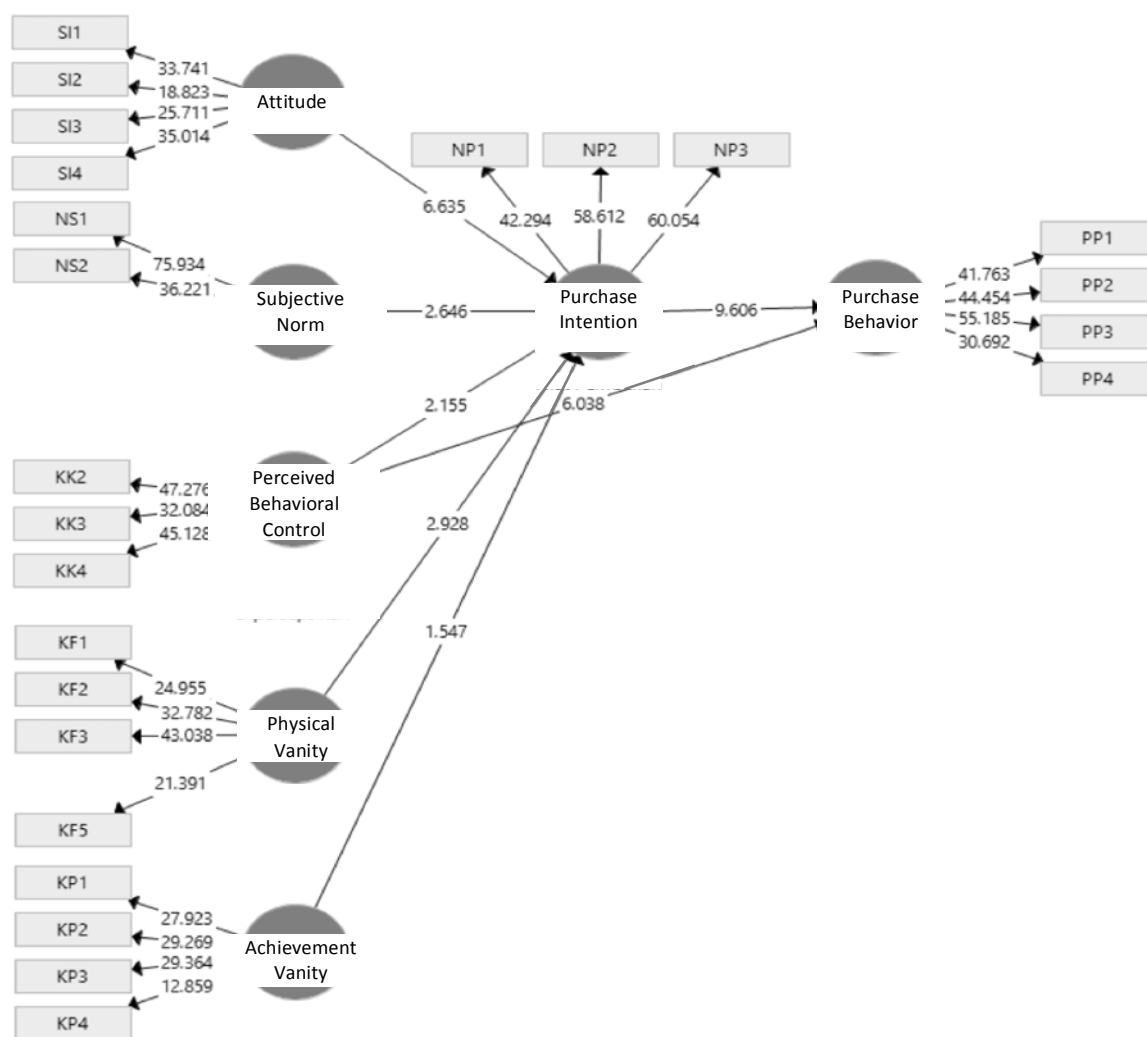 SI1
SI2
SI3
SI4
33.741
18.823
25.711
35.014
Attitude
NS1
NS2
75.934
36.221
Subjective
Norm
KK2
KK3
KK4
47.276
32.084
45.128
Perceived
Behavioral
Control
KF1
KF2
KF3
KF5
24.955
32.782
43.038
21.391
Physical
Vanity
KP1
KP2
KP3
KP4
27.923
29.269
29.364
12.859
Achievement
Vanity
6.635
2.646
2.155
2.928
1.547
NP1
NP2
NP3
42.294
58.612
60.054
Purchase
Intention
9.606
6.038
Purchase
Behavior
41.763
44.454
55.185
30.692
PP1
PP2
PP3
PP4